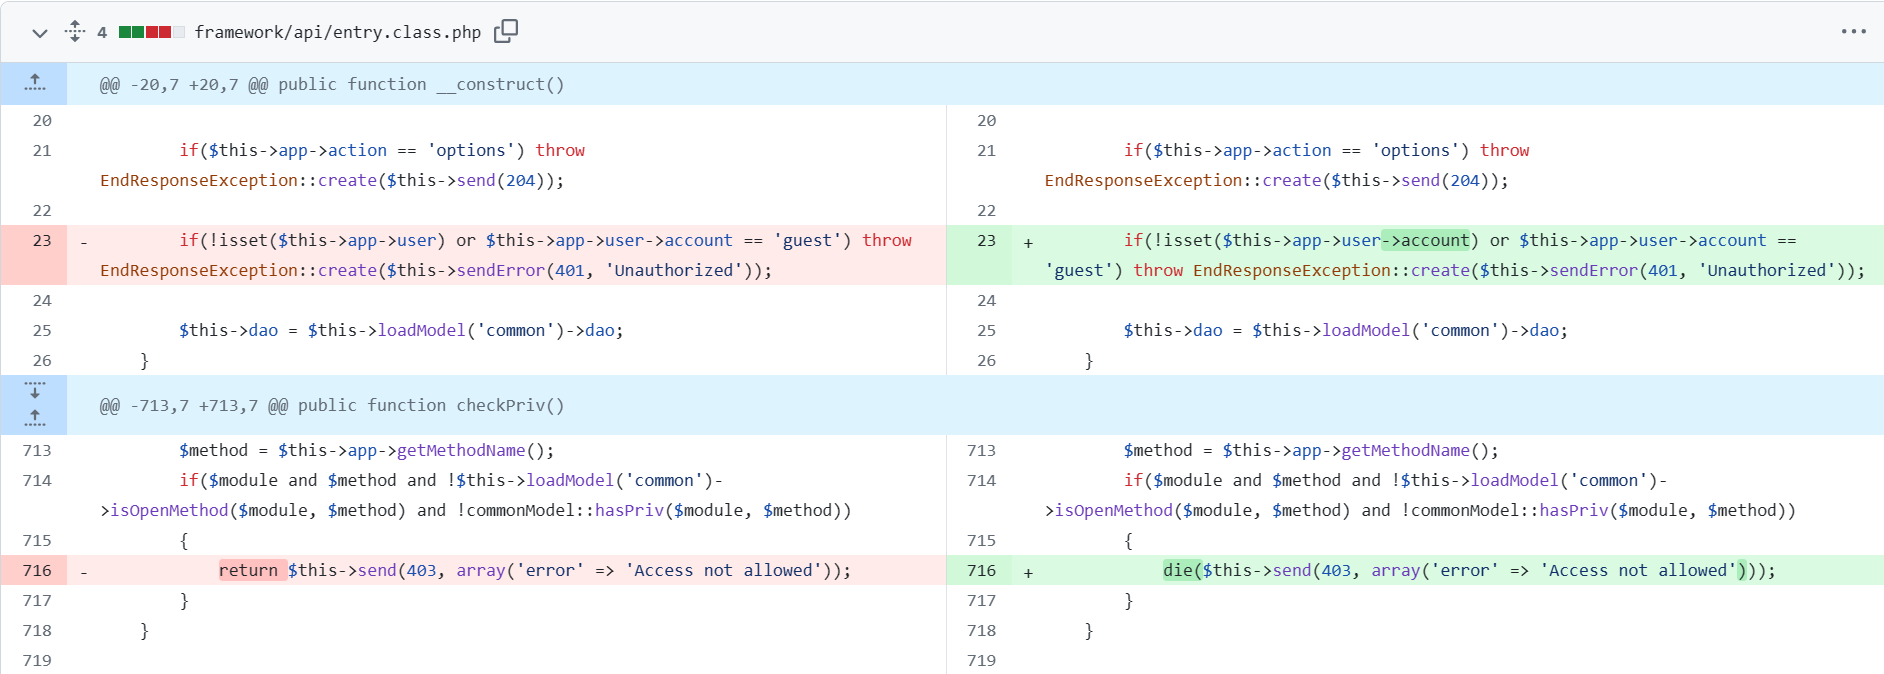 4 framework/api/entry.class.php
@@ -20,7 +20,7 @@ public function __construct()
20
21 if($this->app->action == 'options') throw
EndResponseException::create($this->send(204));
22
23 - if(!isset($this->app->user) or $this->app->user->account == 'guest') throw
EndResponseException::create($this->sendError(401, 'Unauthorized'));
24
25 $this->dao = $this->loadModel('common')->dao;
26 }
20
21 if($this->app->action == 'options') throw
EndResponseException::create($this->send(204));
22
23 + if(!isset($this->app->user->account) or $this->app->user->account ==
'guest') throw EndResponseException::create($this->sendError(401, 'Unauthorized'));
24
25 $this->dao = $this->loadModel('common')->dao;
26 }
@@ -713,7 +713,7 @@ public function checkPriv()
713 $method = $this->app->getMethodName();
714 if($module and $method and !$this->loadModel('common')-
>isOpenMethod($module, $method) and !commonModel::hasPriv($module, $method))
715 {
716 - return $this->send(403, array('error' => 'Access not allowed'));
717 }
718 }
719
713 $method = $this->app->getMethodName();
714 if($module and $method and !$this->loadModel('common')-
>isOpenMethod($module, $method) and !commonModel::hasPriv($module, $method))
715 {
716 + die($this->send(403, array('error' => 'Access not allowed')));
717 }
718 }
719